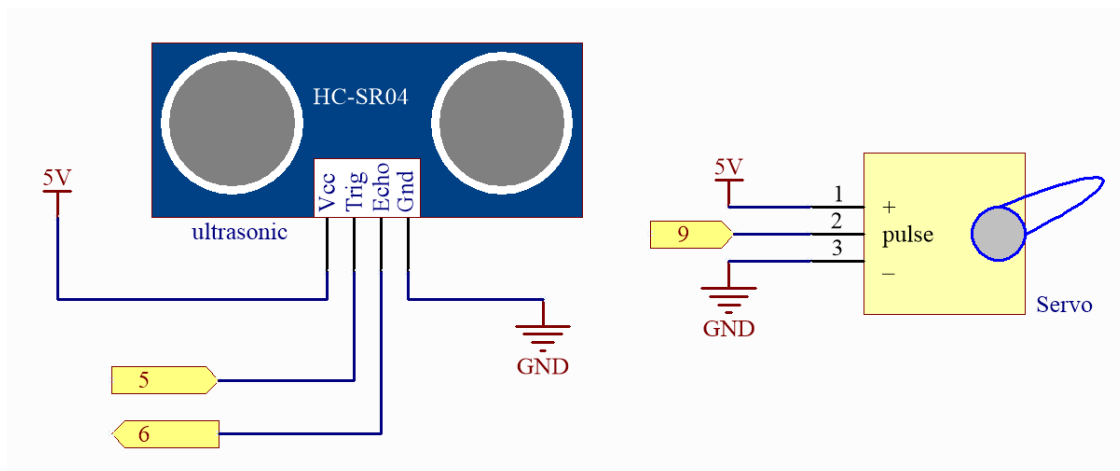 HC-SR04
5V
Vcc
Trig
Echo
Gnd
ultrasonic
GND
5
6
5V
1
+
9
2
pulse
3
−
GND
Servo